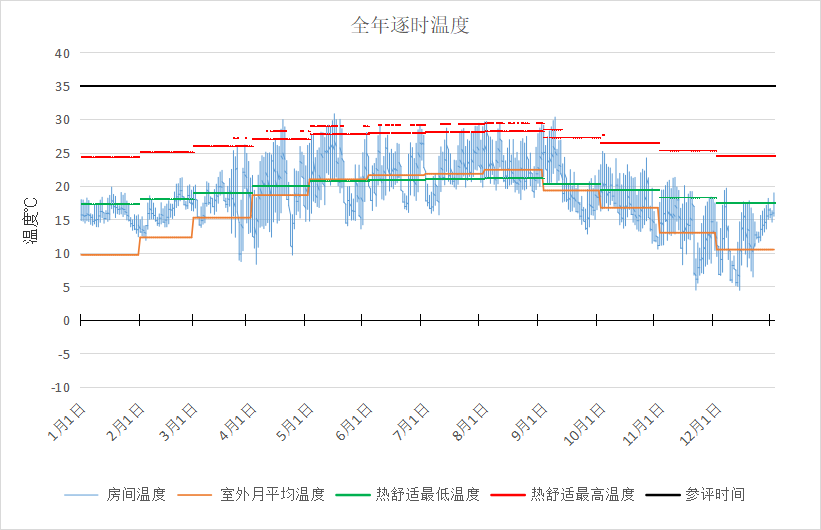 全年逐时温度
40
35
30
25
20
15
10
5
0
-5
-10
温度℃
1月1日
2月1日
3月1日
4月1日
5月1日
6月1日
7月1日
8月1日
9月1日
10月1日
11月1日
12月1日
房间温度 室外月平均温度 热舒适最低温度 热舒适最高温度 参评时间